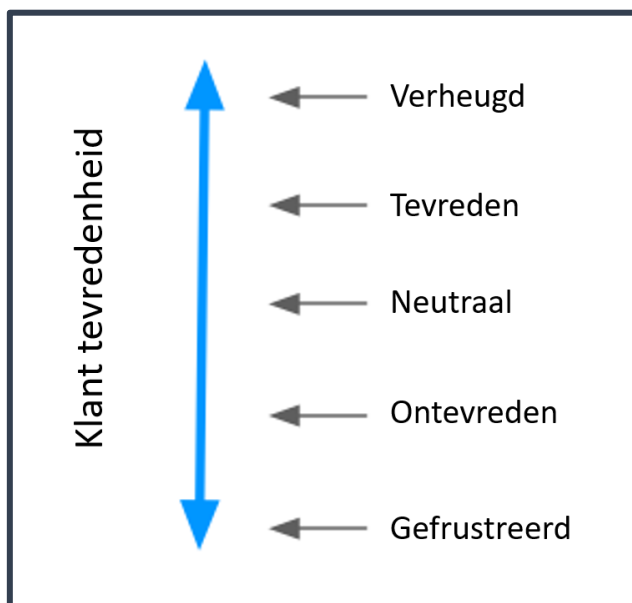 Klant tevredenheid
Verheugd
Tevreden
Neutraal
Ontevreden
Gefrustreerd